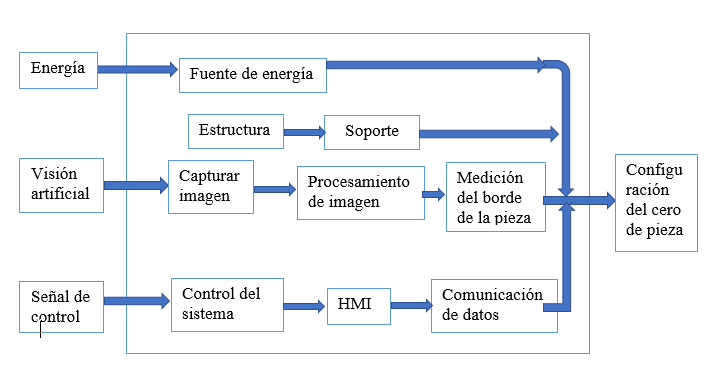 Energía
Fuente de energía
Estructura
Soporte
Visión
artificial
Capturar
imagen
Procesamiento
de imagen
Medición
del borde
de la pieza
Configu
ración
del cero
de pieza
Señal de
control
Control del
sistema
HMI
Comunicación
de datos